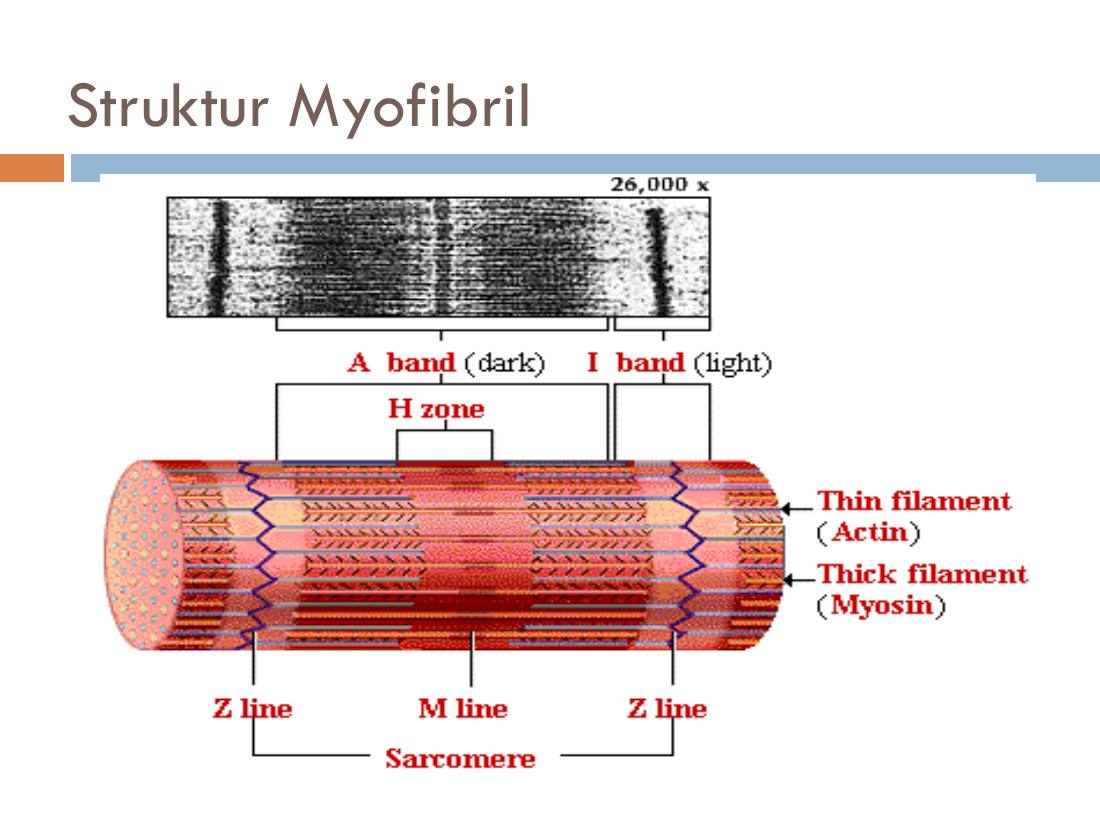 Struktur Myofibril
26,000 x
A band (dark) I band (light)
H zone
Thin filament
(Actin)
Thick filament
(Myosin)
Z line M line Z line
Sarcomere